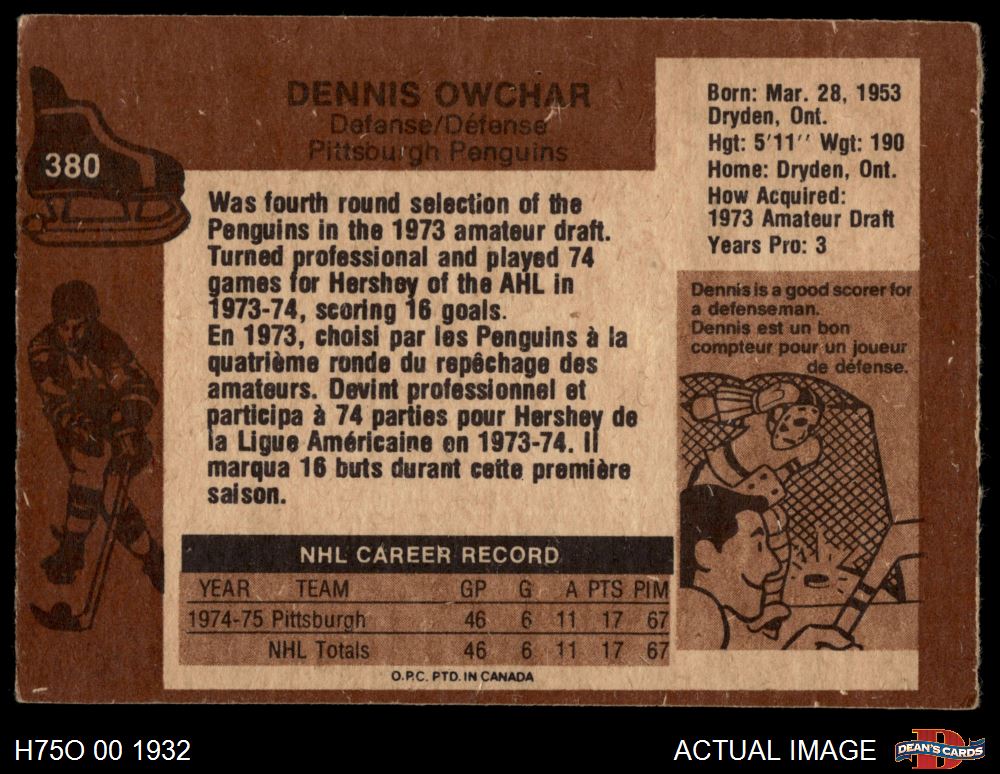 380
DENNIS OWCHAR
Defense/Défense
Pittsburgh Penguins
Born: Mar. 28, 1953
Dryden, Ont.
Hgt: 5'11'' Wgt: 190
Home: Dryden, Ont.
How Acquired:
1973 Amateur Draft
Years Pro: 3
Was fourth round selection of the
Penguins in the 1973 amateur draft.
Turned professional and played 74
games for Hershey of the AHL in
1973-74, scoring 16 goals.
En 1973, choisi par les Penguins à la
quatrième ronde du repêchage des
amateurs. Devint professionnel et
participa à 74 parties pour Hershey de
la Ligue Américaine en 1973-74. Il
marqua 16 buts durant cette première
saison.
Dennis is a good scorer for
a defenseman.
Dennis est un bon
compteur pour un joueur
de défense.
NHL CAREER RECORD
YEAR TEAM GP G A PTS PIM
1974-75 Pittsburgh 46 6 11 17 67
NHL Totals 46 6 11 17 67
O.P.C. PTD. IN CANADA
H75O 00 1932
ACTUAL IMAGE
DEAN'S CARDS